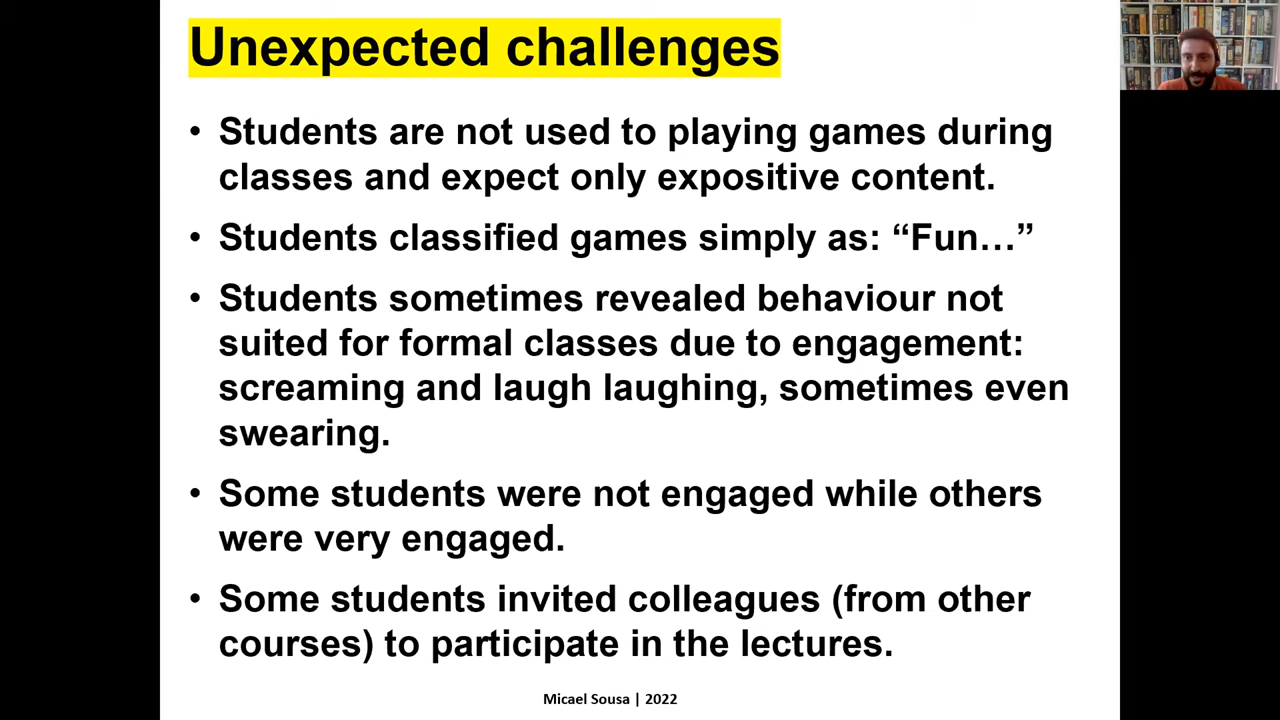 Unexpected challenges
• Students are not used to playing games during
classes and expect only expositive content.
• Students classified games simply as: “Fun…”
• Students sometimes revealed behaviour not
suited for formal classes due to engagement:
screaming and laugh laughing, sometimes even
swearing.
• Some students were not engaged while others
were very engaged.
• Some students invited colleagues (from other
courses) to participate in the lectures.
Micael Sousa | 2022